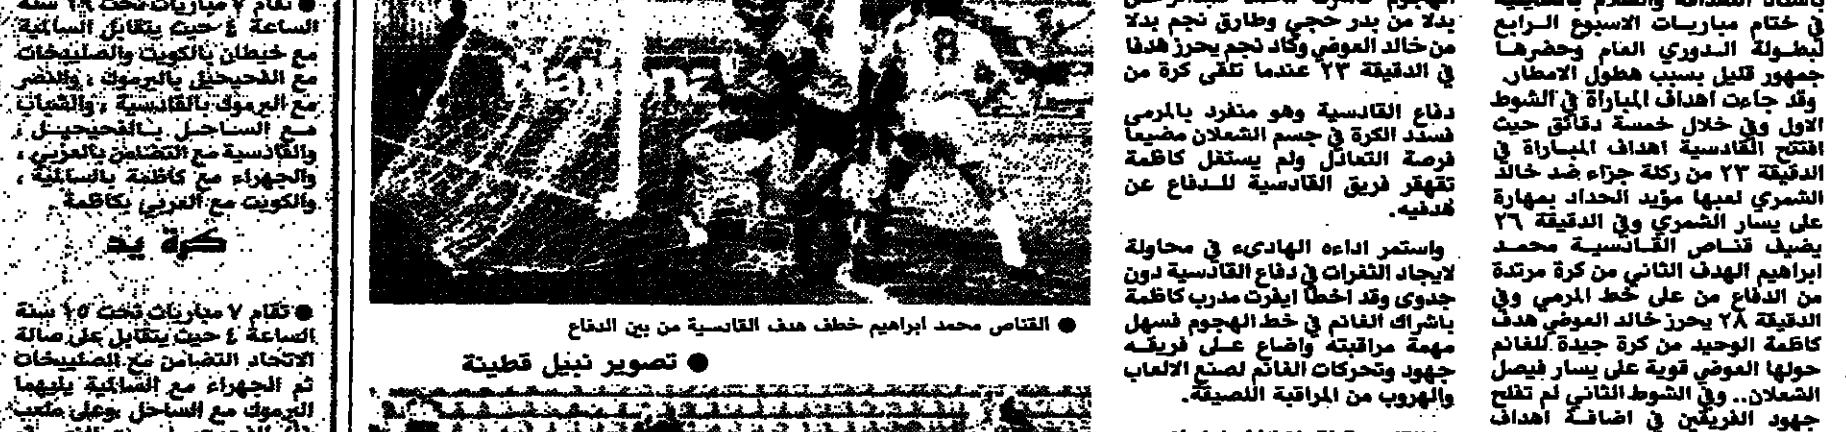 في ختام مباريات الاسبوع الرابع
لبطولة الدوري العام وحضرها
جمهور قليل بسبب هطول الامطار.
وقد جاءت اهداف المباراة في الشوط
الاول وفي خلال خمسة دقائق حيث
افتتح القادسية اهداف المباراة في
الدقيقة ٢٣ من ركلة جزاء ضد خالد
الشمري لعبها مؤيد الحداد بمهارة
على يسار الشمري وفي الدقيقة ٢٦
يضيف قناص القادسية محمد
ابراهيم الهدف الثاني من كرة مرتدة
من الدفاع من على خط المرمي وفي
الدقيقة ٢٨ يحرز خالد العوضي هدف
كاظمة الوحيد من كرة جيدة للغانم
حولها العوضي قوية على يسار فيصل
الشعلان.. وفي الشوط الثاني لم تفلح
جهود الفريقين في اضافة اهداف
بدلا من بدر حجي وطارق نجم بدلا
من خالد العوضي وكاد نجم يحرز هدفا
في الدقيقة ٢٣ عندما تلقى كرة من
دفاع القادسية وهو منفرد بالمرمى
فسدد الكرة في جسم الشعلان مضيعا
فرصة التعادل ولم يستغل كاظمة
تقهقر فريق القادسية للدفاع عن
هدفيه.
واستمر اداءه الهادىء في محاولة
لايجاد الثغرات في دفاع القادسية دون
جدوى وقد اخطأ ايفرت مدرب كاظمة
باشراك الغانم في خط الهجوم فسهل
مهمة مراقبته واضاع على فريقه
جهود وتحركات الغانم لصنع الالعاب
والهروب من المراقبة اللصيقة.
● القناص محمد ابراهيم خطف هدف القادسية من بين الدفاع
● تصوير نبيل قطينة
● تقام ٧ مباريات تحت ١٩ سنة
الساعة ٤ حيث يتقابل السالمية
مع خيطان بالكويت والصليبخات
مع الفحيحيل باليرموك ، والنصر
مع اليرموك بالقادسية ، والشباب
مع الساحل بالفحيحيل ،
والقادسية مع التضامن بالعربي ،
والجهراء مع كاظمة بالسالمية ،
والكويت مع العربي بكاظمة .
كرة يد
● تقام ٧ مباريات تحت ١٥ سنة
الساعة ٤ حيث يتقابل على صالة
الاتحاد التضامن مع الصليبخات
ثم الجهراء مع السالمية يليهما
اليرموك مع الساحل وعلى ملعب